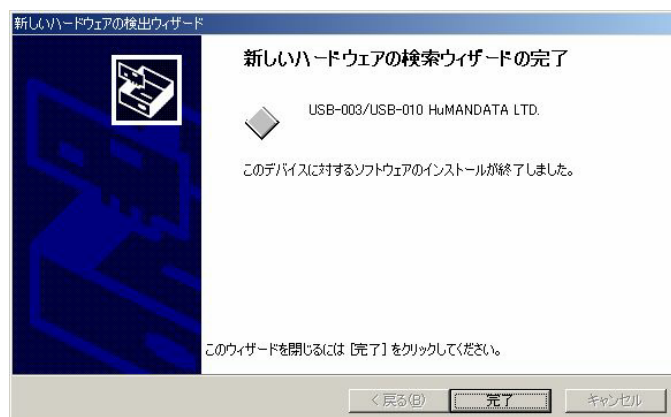 新しいハードウェアの検出ウィザード
新しいハードウェアの検索ウィザードの完了
USB-003/USB-010 HuMANDATA LTD.
このデバイスに対するソフトウェアのインストールが終了しました。
このウィザードを閉じるには [完了] をクリックしてください。
< 戻る(B)
完了
キャンセル